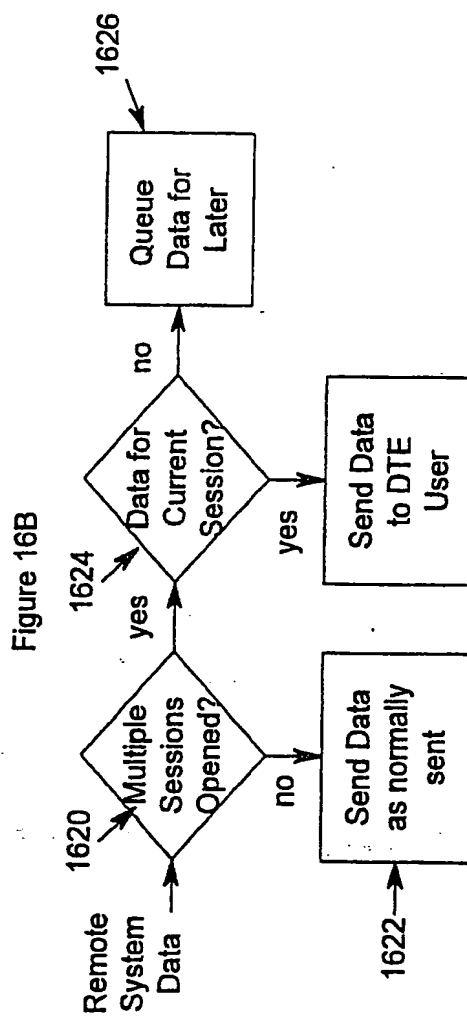 Figure 16B
Remote
System
Data
1620
Multiple
Sessions
Opened?
yes
no
1622
Send Data
as normally
sent
1624
Data for
Current
Session?
no
yes
Send Data
to DTE
User
1626
Queue
Data for
Later